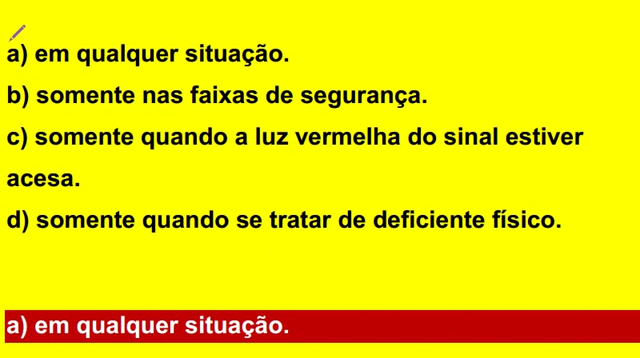 a) em qualquer situação.
b) somente nas faixas de segurança.
c) somente quando a luz vermelha do sinal estiver
acesa.
d) somente quando se tratar de deficiente físico.
a) em qualquer situação.